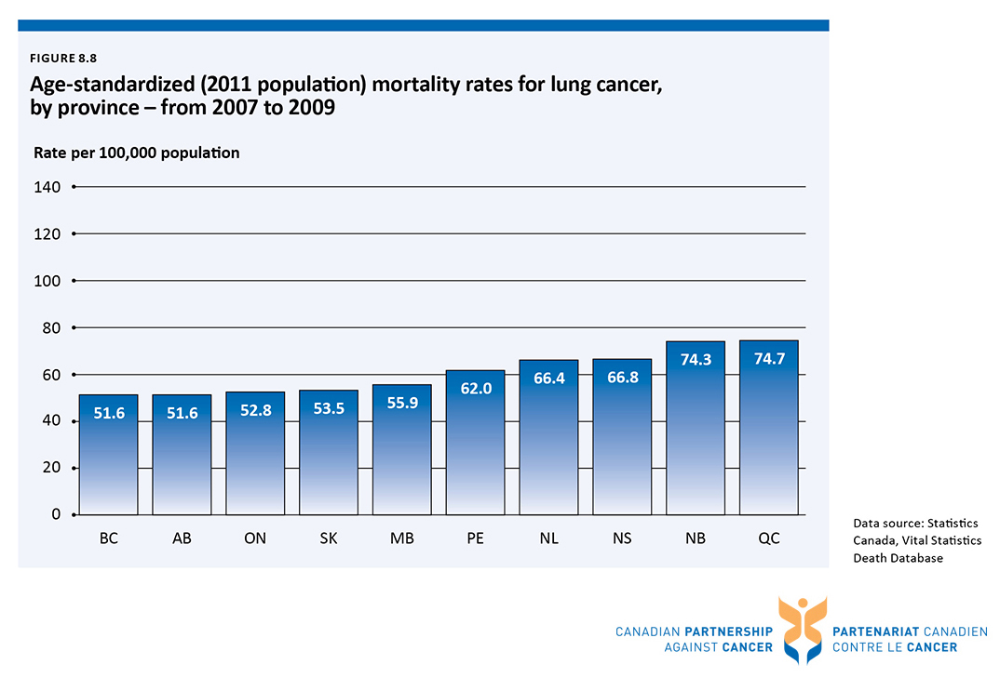 FIGURE 8.8
Age-standardized (2011 population) mortality rates for lung cancer,
by province – from 2007 to 2009
Rate per 100,000 population
140
120
100
80
60
40
20
0
51.6
51.6
52.8
53.5
55.9
62.0
66.4
66.8
74.3
74.7
BC
AB
ON
SK
MB
PE
NL
NS
NB
QC
Data source: Statistics
Canada, Vital Statistics
Death Database
CANADIAN PARTNERSHIP
AGAINST CANCER
PARTENARIAT CANADIEN
CONTRE LE CANCER